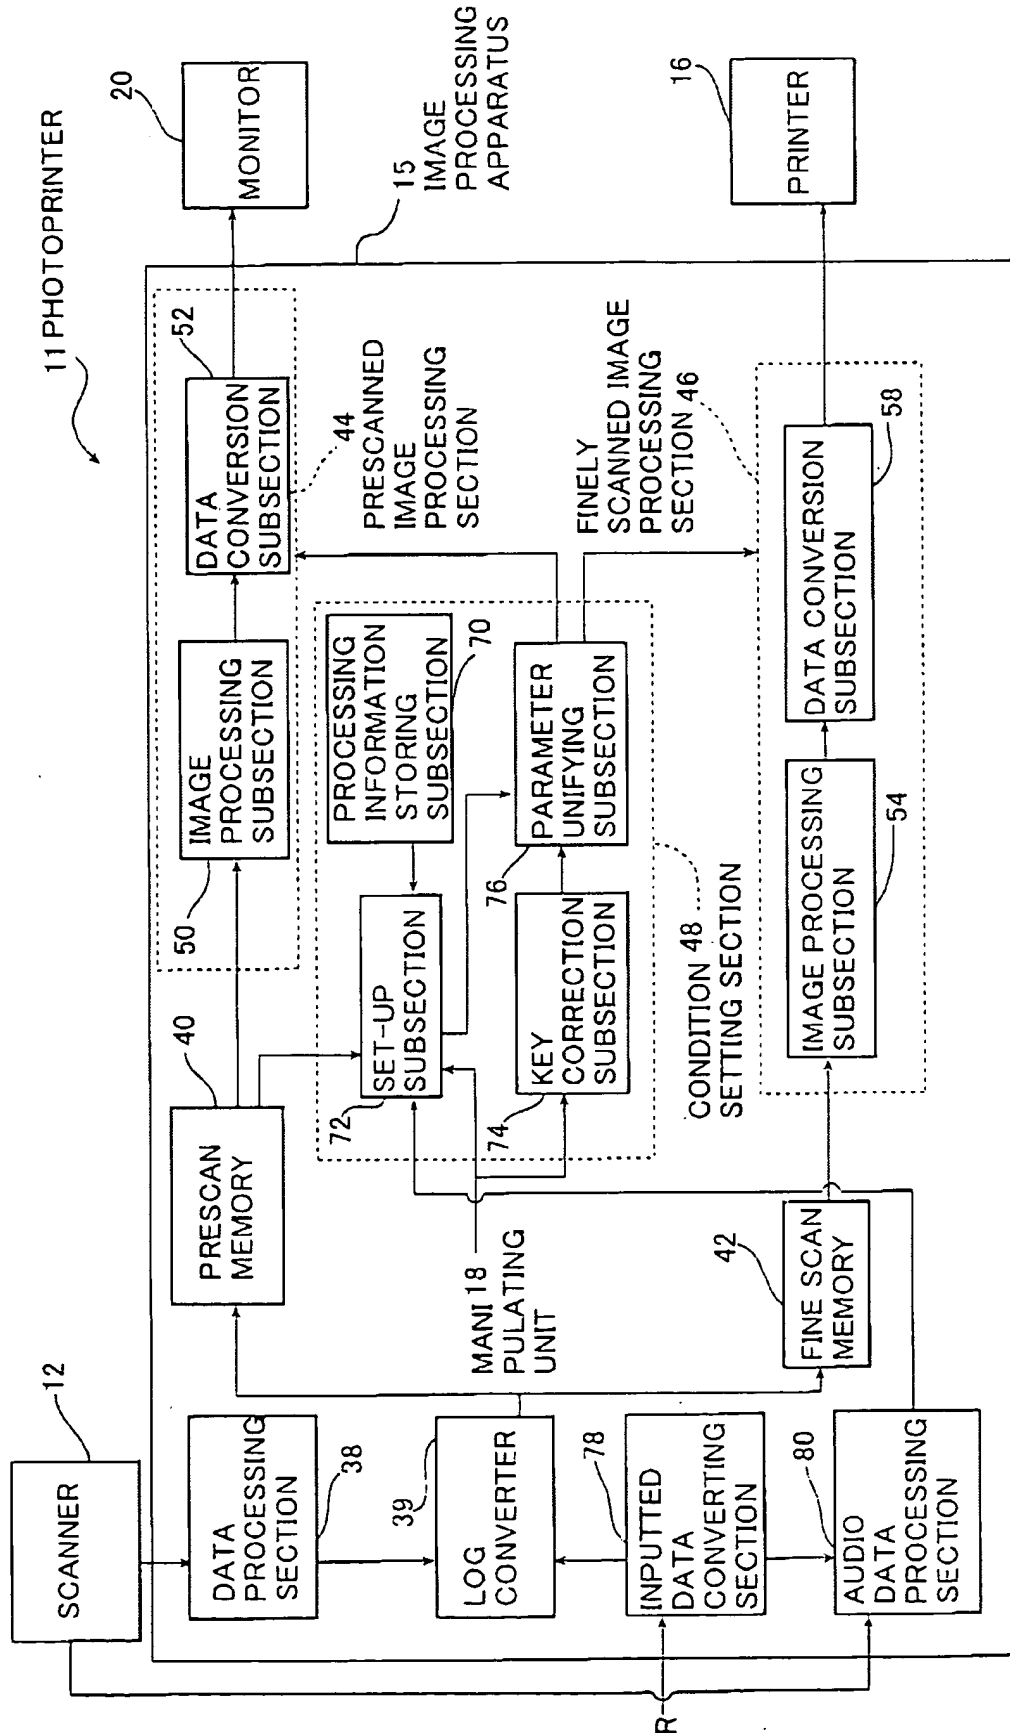 11 PHOTOPRINTER
SCANNER
12
DATA
PROCESSING
SECTION
38
LOG
CONVERTER
39
INPUTTED
DATA
CONVERTING
SECTION
78
R
AUDIO
DATA
PROCESSING
SECTION
80
PRESCAN
MEMORY
40
MANI 18
PULATING
UNIT
FINE SCAN
MEMORY
42
IMAGE
PROCESSING
SUBSECTION
50
DATA
CONVERSION
SUBSECTION
52
44
PRESCANNED
IMAGE
PROCESSING
SECTION
SET-UP
SUBSECTION
72
PROCESSING
INFORMATION
STORING
SUBSECTION
70
KEY
CORRECTION
SUBSECTION
74
PARAMETER
UNIFYING
SUBSECTION
76
CONDITION 48
SETTING SECTION
FINELY
SCANNED IMAGE
PROCESSING
SECTION 46
IMAGE PROCESSING
SUBSECTION
54
DATA CONVERSION
SUBSECTION
58
MONITOR
20
15
IMAGE
PROCESSING
APPARATUS
PRINTER
16